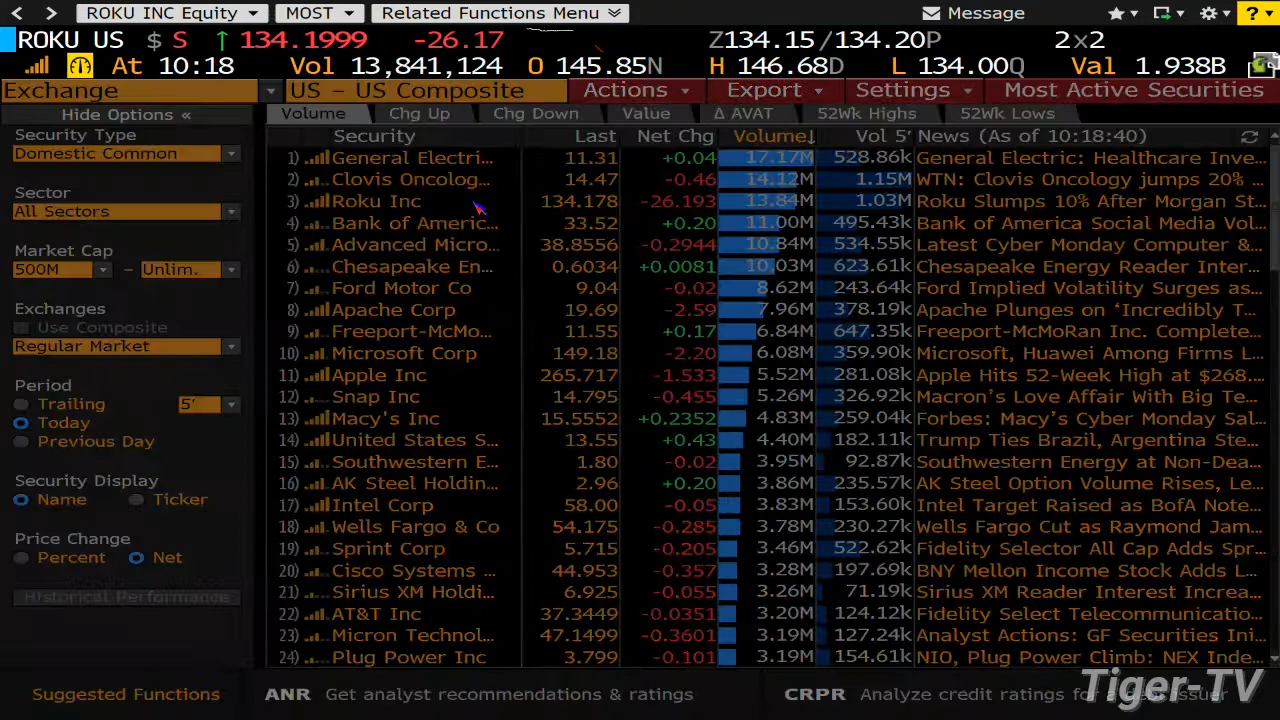 ROKU INC Equity MOST Related Functions Menu Message ?
ROKU US $ S ↑ 134.1999 -26.17 Z134.15/134.20P 2×2
At 10:18 Vol 13,841,124 O 145.85N H 146.68D L 134.00Q Val 1.938B
Exchange US - US Composite Actions Export Settings Most Active Securities
Hide Options « Volume Chg Up Chg Down Value Δ AVAT 52Wk Highs 52Wk Lows
Security Type
Domestic Common
Sector
All Sectors
Market Cap
500M - Unlim.
Exchanges
Use Composite
Regular Market
Period
Trailing 5'
Today
Previous Day
Security Display
Name Ticker
Price Change
Percent Net
Historical Performance
Security Last Net Chg Volume↓ Vol 5' News (As of 10:18:40)
1) General Electri... 11.31 +0.04 17.17M 528.86k General Electric: Healthcare Inve...
2) Clovis Oncolog... 14.47 -0.46 14.12M 1.15M WTN: Clovis Oncology jumps 20% ...
3) Roku Inc 134.178 -26.193 13.84M 1.03M Roku Slumps 10% After Morgan St...
4) Bank of Americ... 33.52 +0.20 11.00M 495.43k Bank of America Social Media Vol...
5) Advanced Micro... 38.8556 -0.2944 10.84M 534.55k Latest Cyber Monday Computer &...
6) Chesapeake En... 0.6034 +0.0081 10.03M 623.61k Chesapeake Energy Reader Inter...
7) Ford Motor Co 9.04 -0.02 8.62M 243.64k Ford Implied Volatility Surges as...
8) Apache Corp 19.69 -2.59 7.96M 378.19k Apache Plunges on ‘Incredibly T...
9) Freeport-McMo... 11.55 +0.17 6.84M 647.35k Freeport-McMoRan Inc. Complete...
10) Microsoft Corp 149.18 -2.20 6.08M 359.90k Microsoft, Huawei Among Firms L...
11) Apple Inc 265.717 -1.533 5.52M 281.08k Apple Hits 52-Week High at $268....
12) Snap Inc 14.795 -0.455 5.26M 326.92k Macron's Love Affair With Big Te...
13) Macy's Inc 15.5552 +0.2352 4.83M 259.04k Forbes: Macy's Cyber Monday Sal...
14) United States S... 13.55 +0.43 4.40M 182.11k Trump Ties Brazil, Argentina Ste...
15) Southwestern E... 1.80 -0.02 3.95M 92.87k Southwestern Energy at Non-Dea...
16) AK Steel Holdin... 2.96 +0.20 3.86M 235.57k AK Steel Option Volume Rises, Le...
17) Intel Corp 58.00 -0.05 3.83M 153.60k Intel Target Raised as BofA Note...
18) Wells Fargo & Co 54.175 -0.285 3.78M 230.27k Wells Fargo Cut as Raymond Jam...
19) Sprint Corp 5.715 -0.205 3.46M 522.62k Fidelity Selector All Cap Adds Spr...
20) Cisco Systems ... 44.953 -0.357 3.28M 197.69k BNY Mellon Income Stock Adds L...
21) Sirius XM Holdi... 6.925 -0.055 3.26M 71.19k Sirius XM Reader Interest Increa...
22) AT&T Inc 37.3449 -0.0351 3.20M 124.12k Fidelity Select Telecommunicatio...
23) Micron Technol... 47.1499 -0.3601 3.19M 127.24k Analyst Actions: GF Securities Ini...
24) Plug Power Inc 3.799 -0.101 3.19M 154.61k NIO, Plug Power Climb: NEX Inde...
Suggested Functions ANR Get analyst recommendations & ratings CRPR Analyze credit ratings for a debt issuer
Tiger-TV